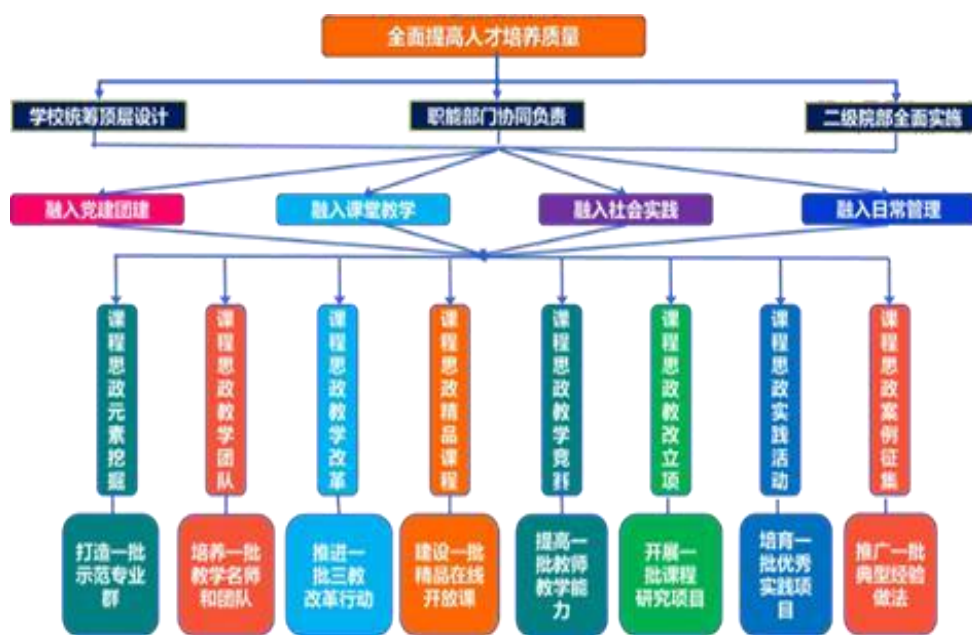 全面提高人才培养质量
学校统筹顶层设计
职能部门协同负责
二级院部全面实施
融入党建团建
融入课堂教学
融入社会实践
融入日常管理
课程思政元素挖掘
课程思政教学团队
课程思政教学改革
课程思政精品课程
课程思政教学竞赛
课程思政教改立项
课程思政实践活动
课程思政案例征集
打造一批
示范专业
群
培养一批
教学名师
和团队
推进一
批三教
改革行动
建设一批
精品在线
开放课
提高一
批教师
教学能
力
开展一
批课程
研究项目
培育一
批优秀
实践项
目
推广一批
典型经验
做法